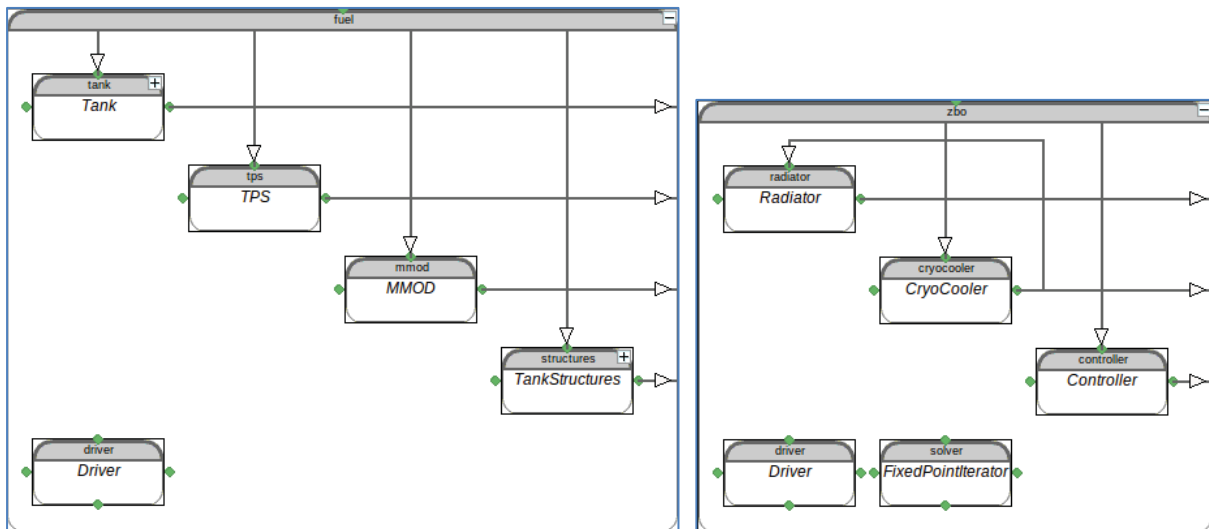 fuel
tank
Tank
tps
TPS
mmod
MMOD
structures
TankStructures
driver
Driver
zbo
radiator
Radiator
cryocooler
CryoCooler
controller
Controller
driver
Driver
solver
FixedPointIterator